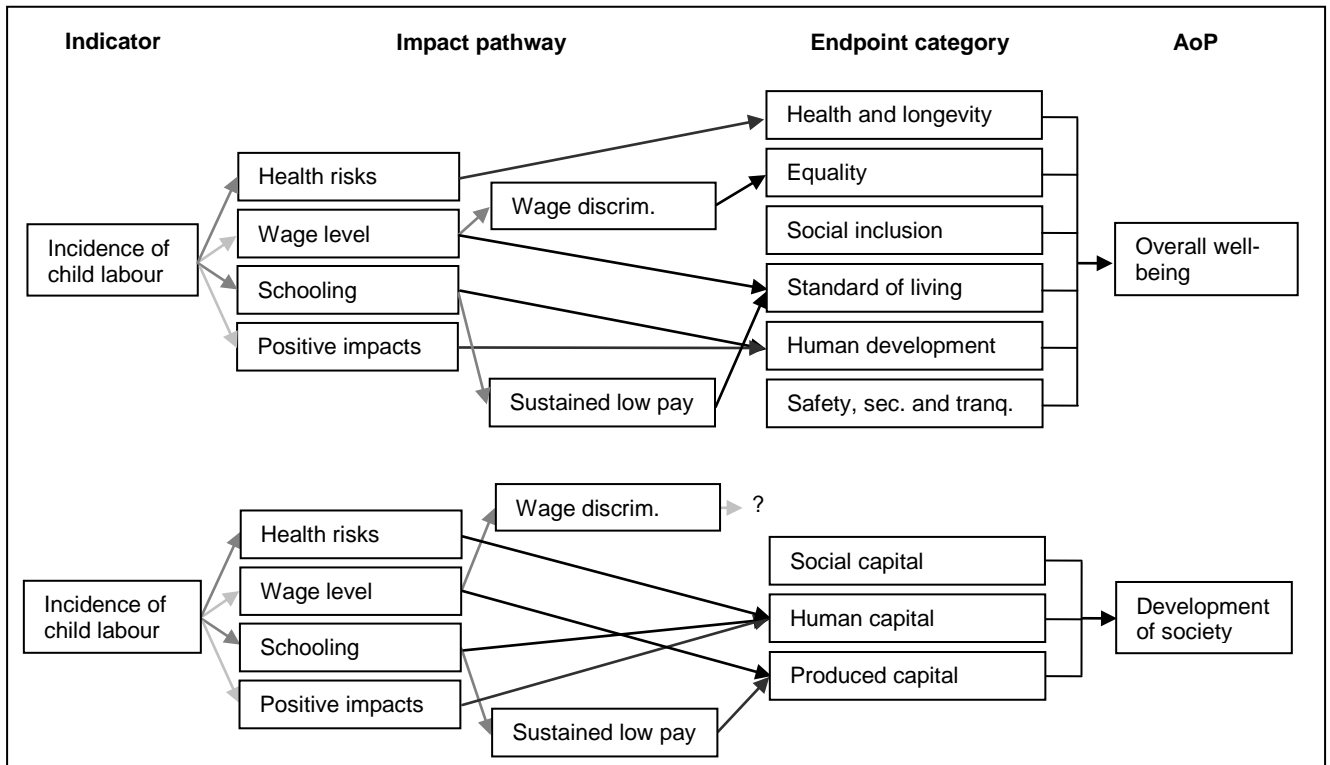 Indicator
Impact pathway
Endpoint category
AoP
Health and longevity
Health risks
Equality
Wage discrim.
Wage level
Social inclusion
Incidence of
child labour
Overall well-
being
Schooling
Standard of living
Positive impacts
Human development
Sustained low pay
Safety, sec. and tranq.
Wage discrim.
?
Health risks
Social capital
Wage level
Incidence of
child labour
Human capital
Development
of society
Schooling
Produced capital
Positive impacts
Sustained low pay